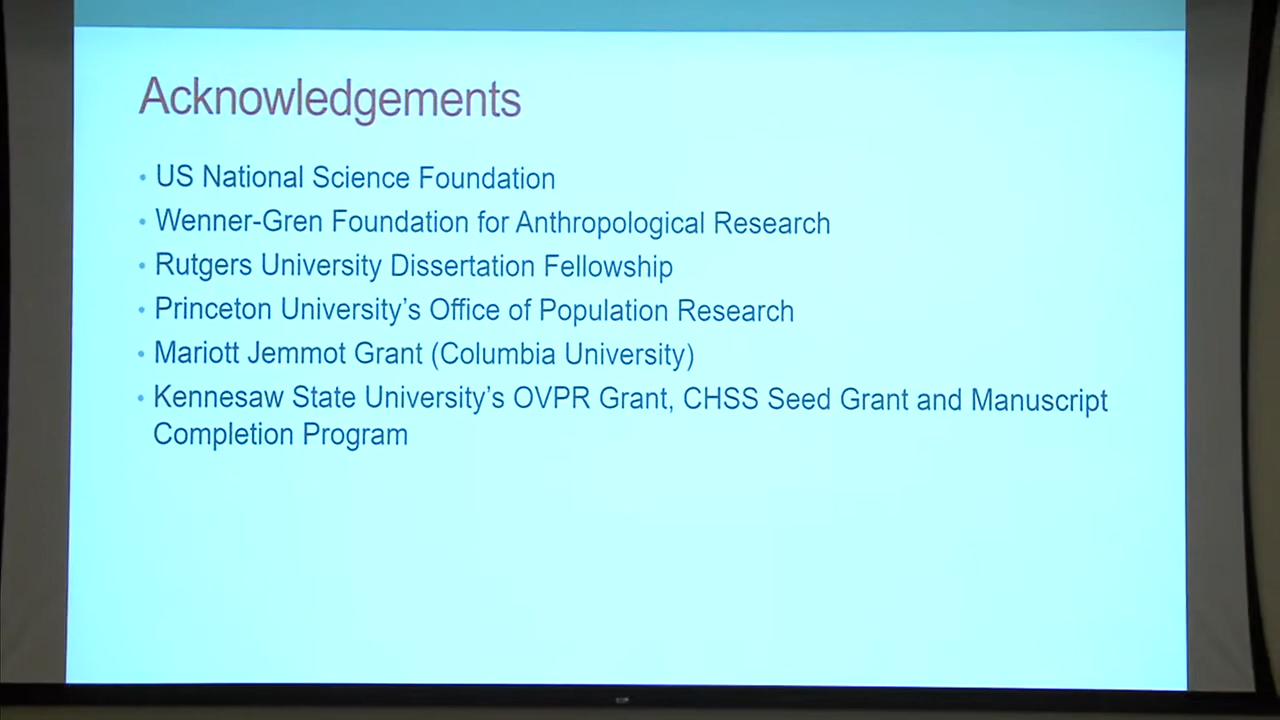 Acknowledgements
• US National Science Foundation
• Wenner-Gren Foundation for Anthropological Research
• Rutgers University Dissertation Fellowship
• Princeton University’s Office of Population Research
• Mariott Jemmot Grant (Columbia University)
• Kennesaw State University’s OVPR Grant, CHSS Seed Grant and Manuscript
Completion Program